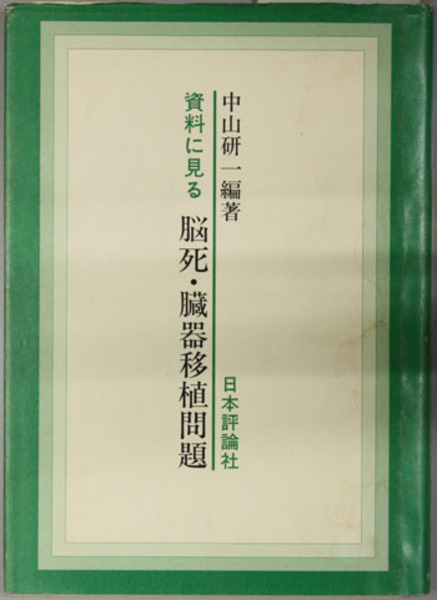 中山研一編著
資料に見る 脳死・臓器移植問題
日本評論社